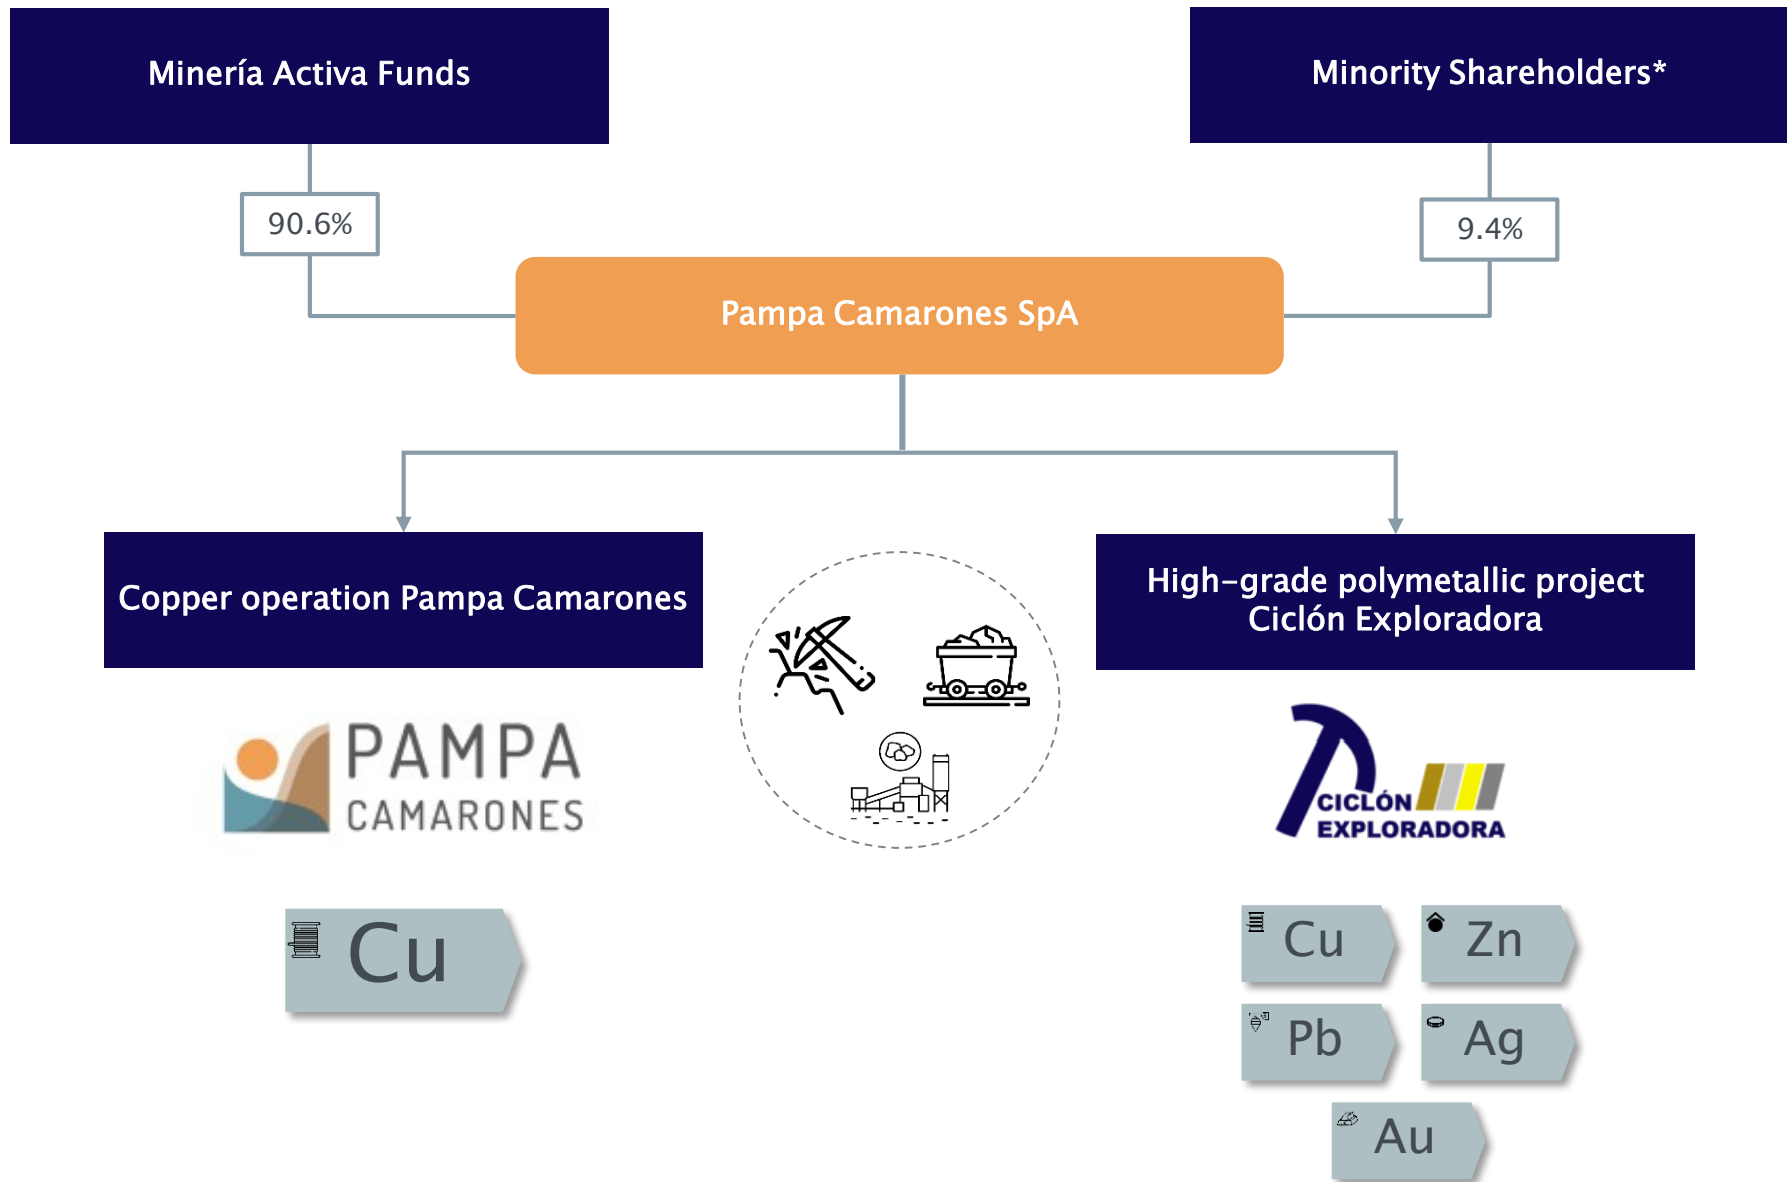 Minería Activa Funds
Minority Shareholders*
90.6%
9.4%
Pampa Camarones SpA
Copper operation Pampa Camarones
High-grade polymetallic project
Ciclón Exploradora
PAMPA
CAMARONES
CICLÓN
EXPLORADORA
Cu
Cu
Zn
Pb
Ag
Au